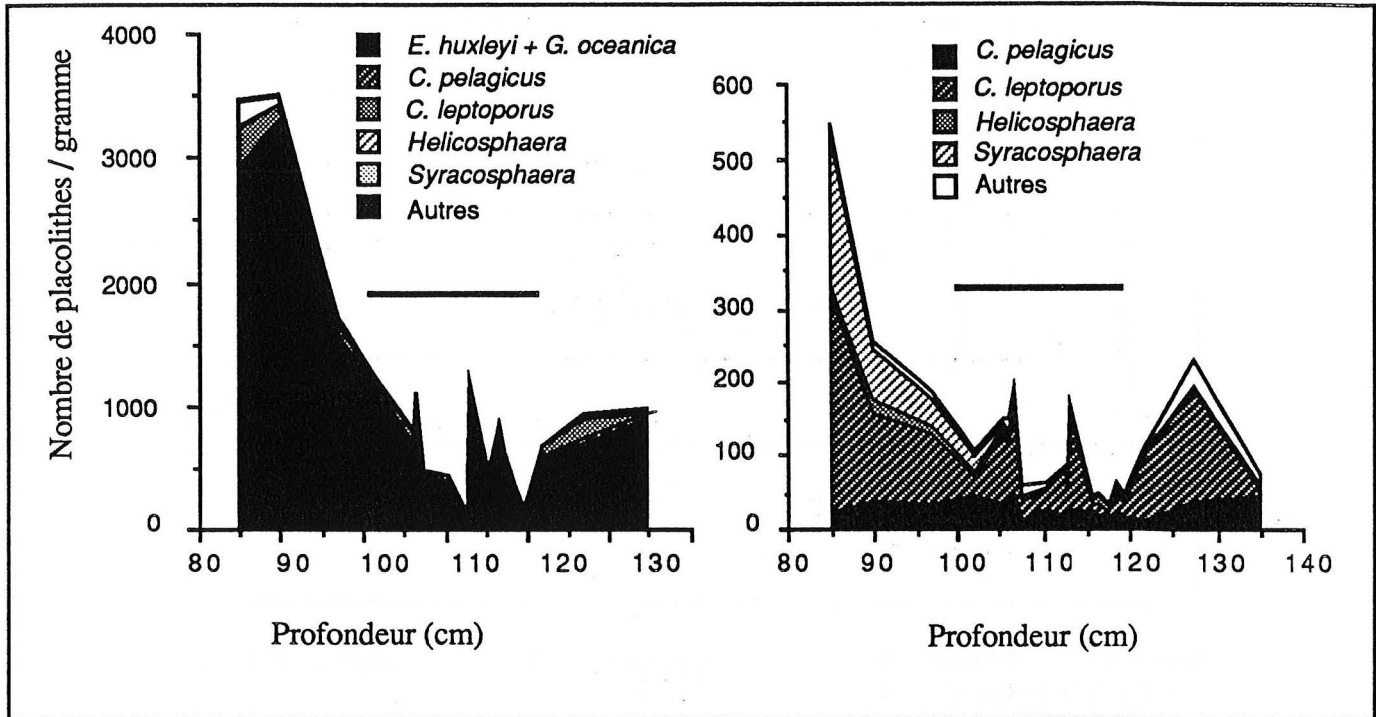 Nombre de placolithes / gramme
4000
3000
2000
1000
0
80 90 100 110 120 130
Profondeur (cm)
E. huxleyi + G. oceanica
C. pelagicus
C. leptoporus
Helicosphaera
Syracosphaera
Autres
600
500
400
300
200
100
0
80 90 100 110 120 130 140
Profondeur (cm)
C. pelagicus
C. leptoporus
Helicosphaera
Syracosphaera
Autres